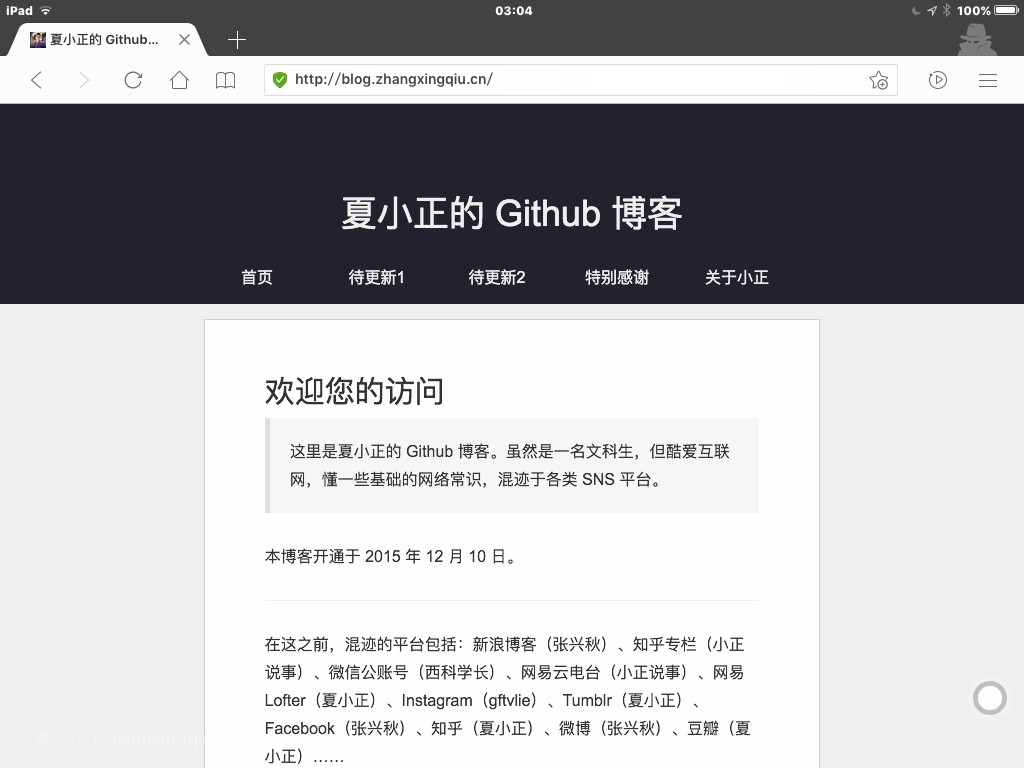 iPad 03:04 100%
夏小正的 Github...
http://blog.zhangxingqiu.cn/
夏小正的 Github 博客
首页 待更新1 待更新2 特别感谢 关于小正
欢迎您的访问
这里是夏小正的 Github 博客。虽然是一名文科生，但酷爱互联
网，懂一些基础的网络常识，混迹于各类 SNS 平台。
本博客开通于 2015 年 12 月 10 日。
在这之前，混迹的平台包括：新浪博客（张兴秋）、知乎专栏（小正
说事）、微信公众账号（西科学长）、网易云电台（小正说事）、网易
Lofter（夏小正）、Instagram（gftvlie）、Tumblr（夏小正）、
Facebook（张兴秋）、知乎（夏小正）、微博（张兴秋）、豆瓣（夏
小正）……
夏小正 / zhangxingqiu